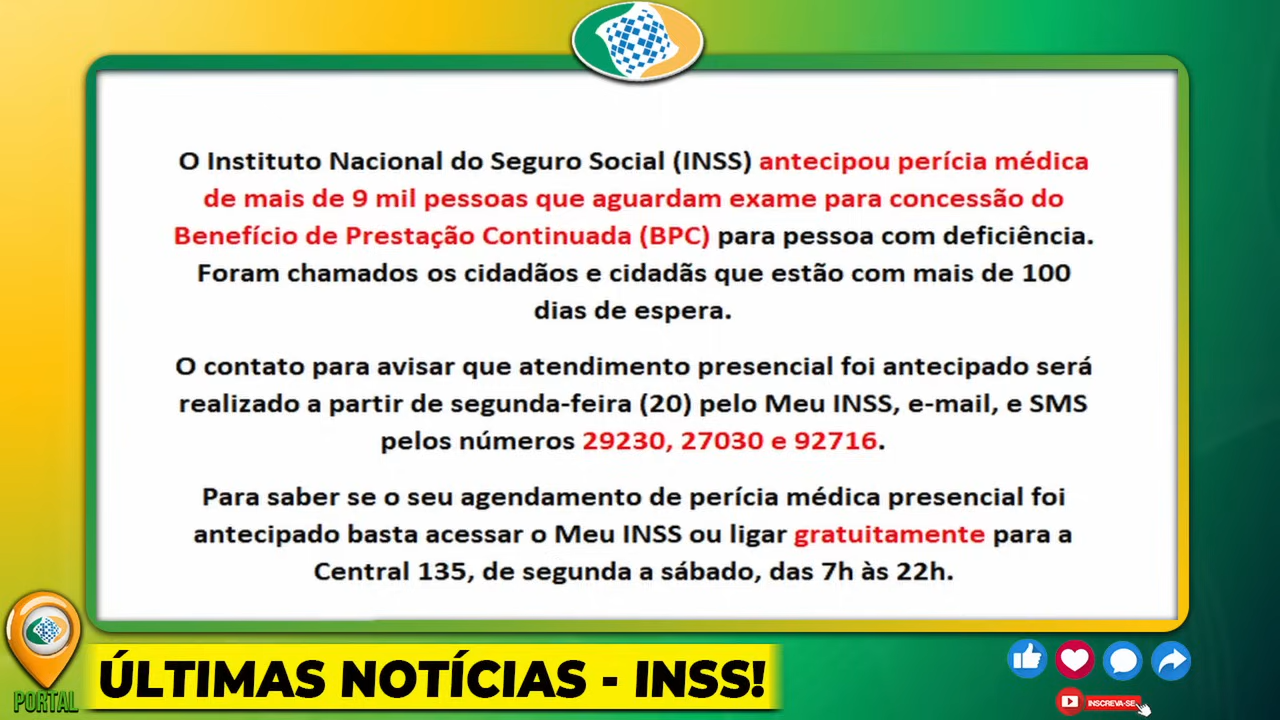 O Instituto Nacional do Seguro Social (INSS) antecipou perícia médica
de mais de 9 mil pessoas que aguardam exame para concessão do
Benefício de Prestação Continuada (BPC) para pessoa com deficiência.
Foram chamados os cidadãos e cidadãs que estão com mais de 100
dias de espera.
O contato para avisar que atendimento presencial foi antecipado será
realizado a partir de segunda-feira (20) pelo Meu INSS, e-mail, e SMS
pelos números 29230, 27030 e 92716.
Para saber se o seu agendamento de perícia médica presencial foi
antecipado basta acessar o Meu INSS ou ligar gratuitamente para a
Central 135, de segunda a sábado, das 7h às 22h.
PORTAL
ÚLTIMAS NOTÍCIAS - INSS!
INSCREVA-SE